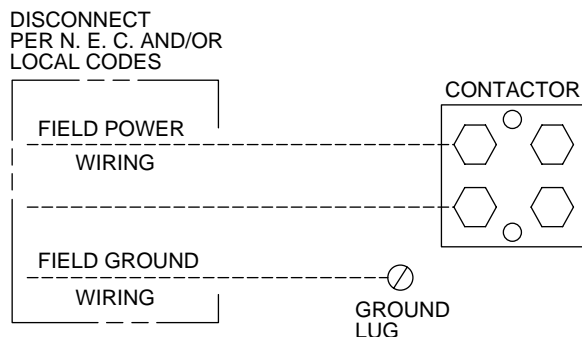 DISCONNECT
PER N. E. C. AND/OR
LOCAL CODES
CONTACTOR
FIELD POWER
WIRING
FIELD GROUND
WIRING
GROUND
LUG